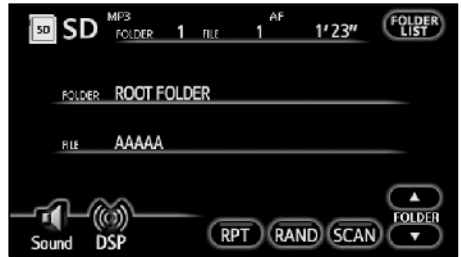 SD SD MP3 AF
FOLDER 1 FILE 1 1'23" FOLDER LIST
FOLDER ROOT FOLDER
FILE AAAAA
▲
FOLDER
Sound DSP RPT RAND SCAN ▼